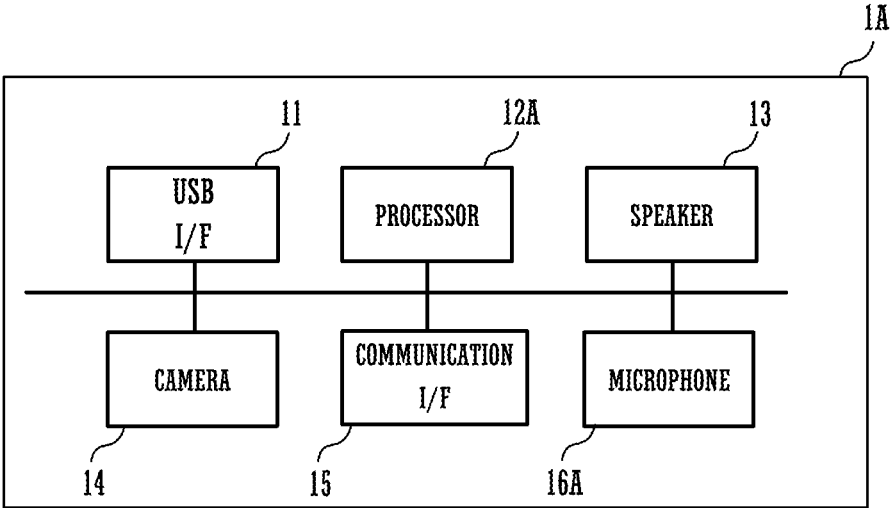 1A
11
12A
13
USB
I/F
PROCESSOR
SPEAKER
CAMERA
COMMUNICATION
I/F
MICROPHONE
14
15
16A